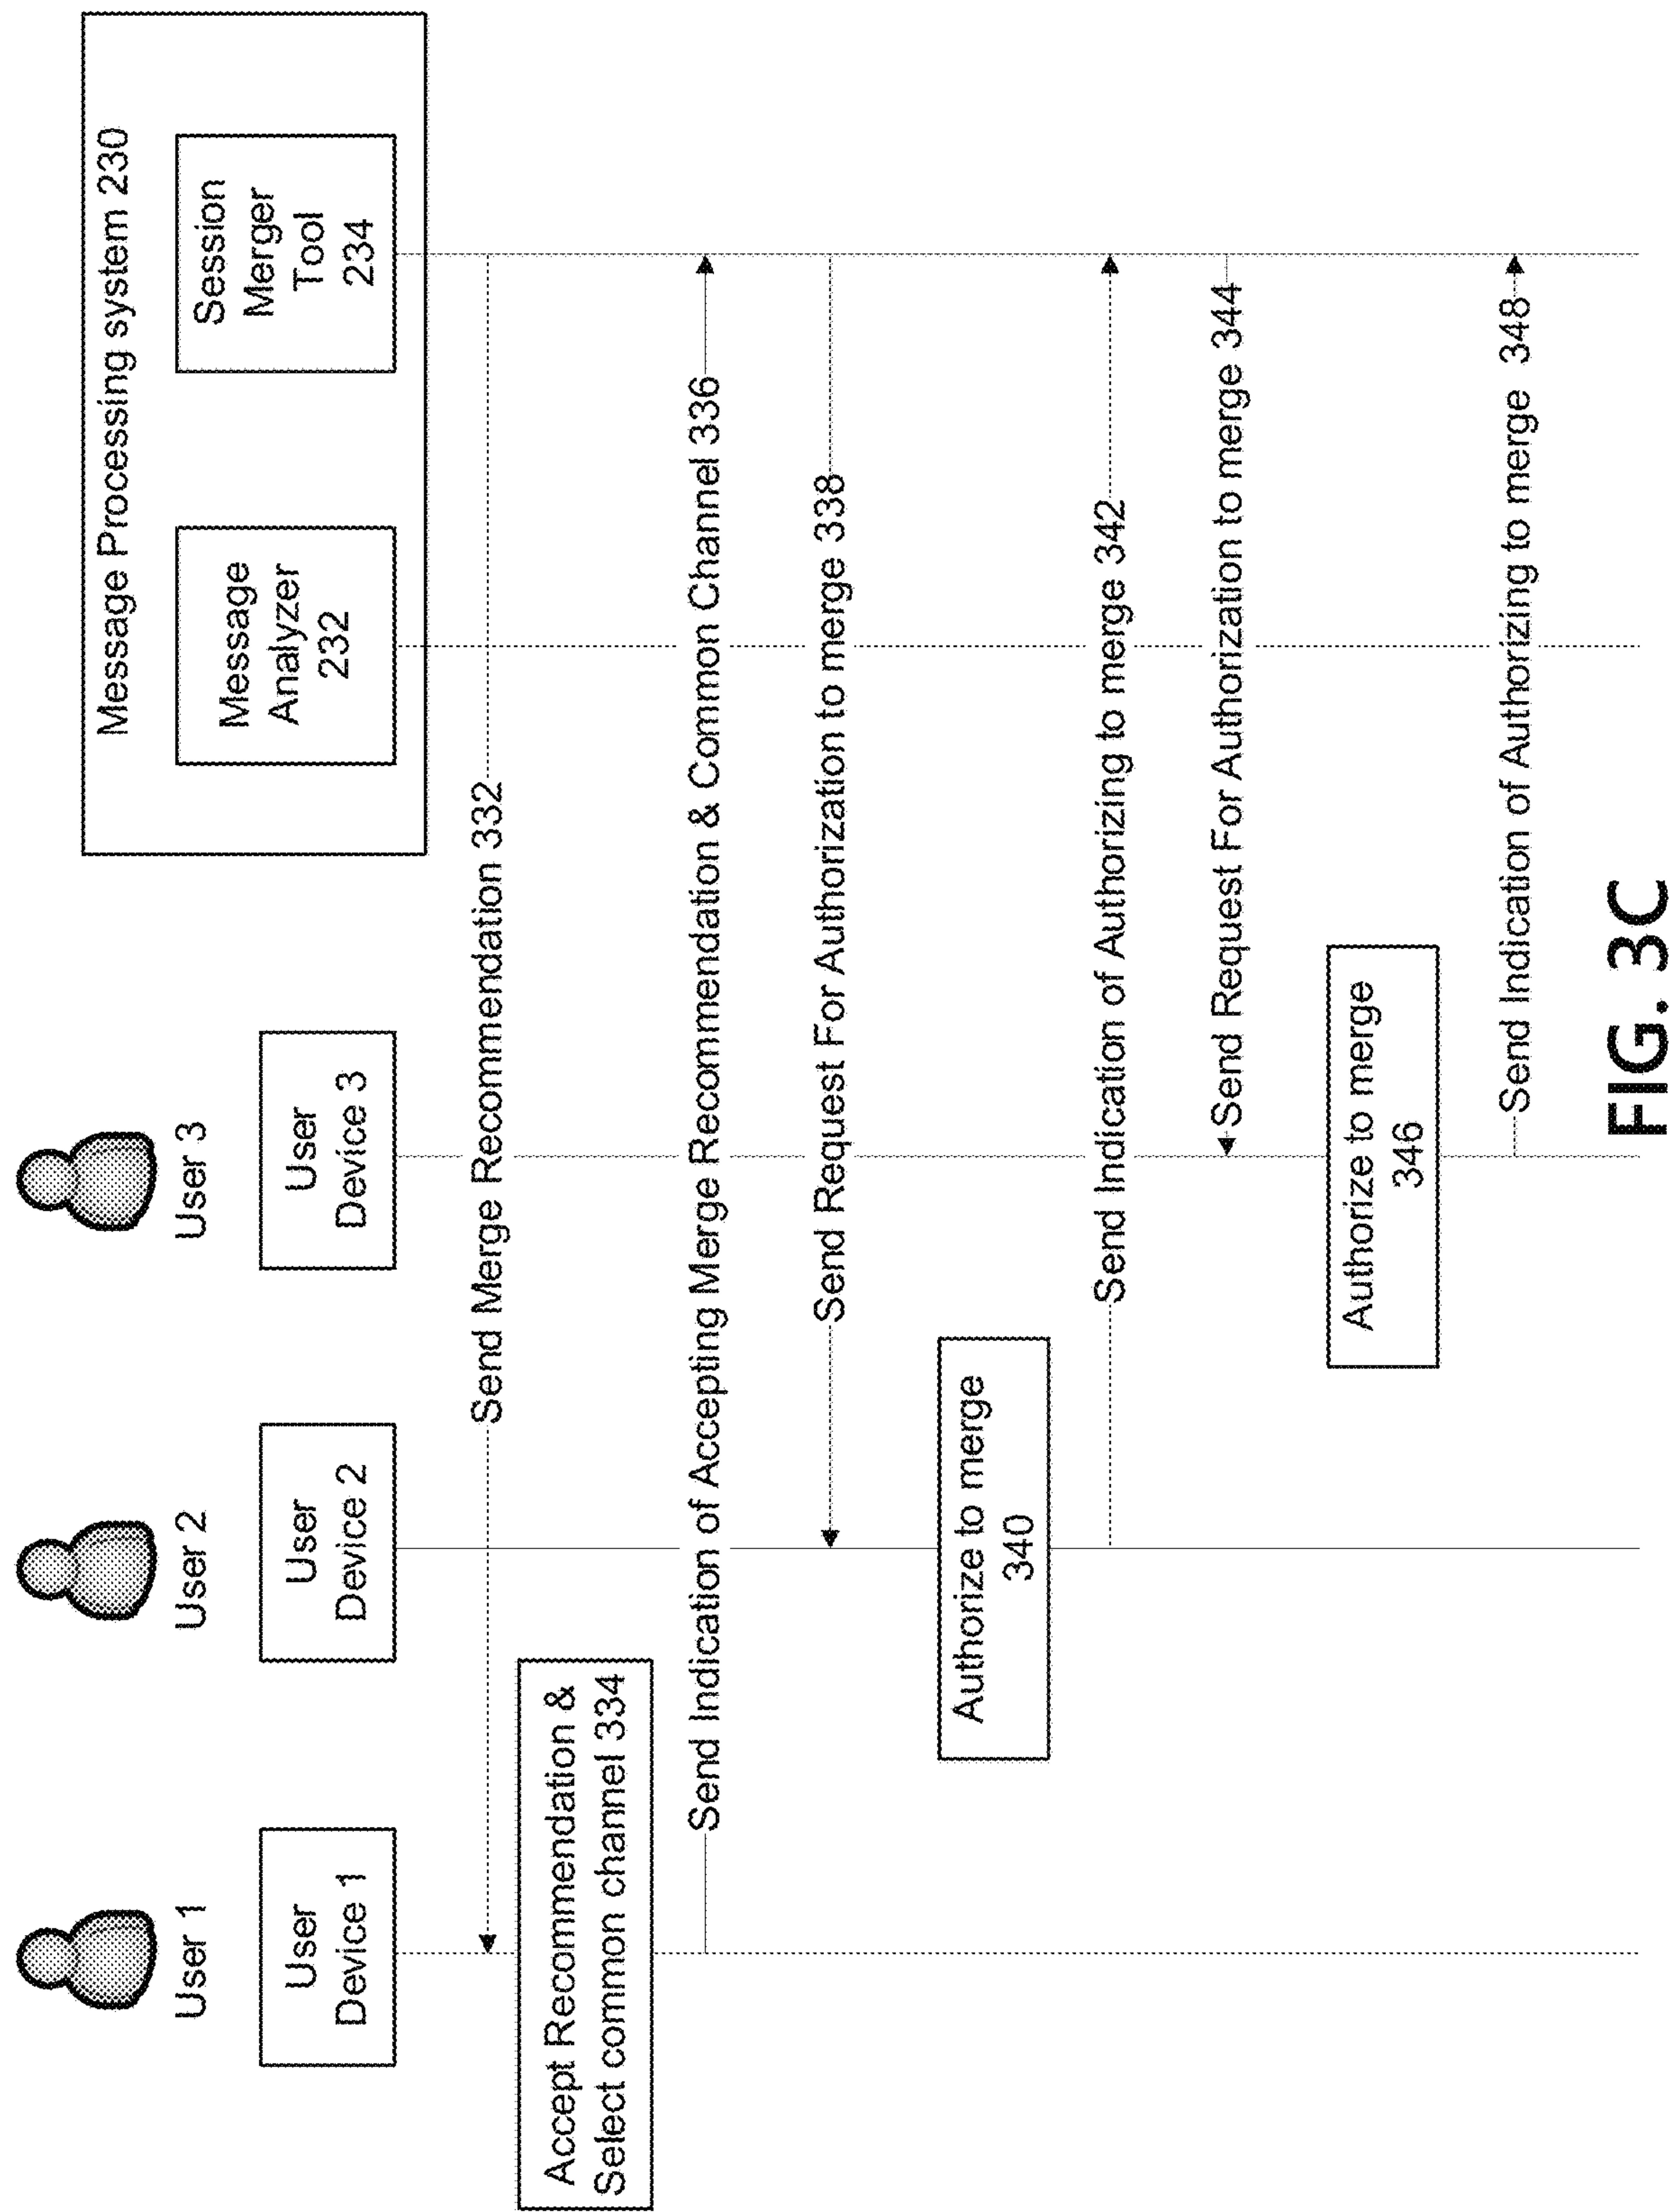 Message Processing system 230
User 1
User 2
User 3
User
Device 1
User
Device 2
User
Device 3
Message
Analyzer
232
Session
Merger
Tool
234
Send Merge Recommendation 332
Accept Recommendation &
Select common channel 334
Send Indication of Accepting Merge Recommendation & Common Channel 336
Send Request For Authorization to merge 338
Authorize to merge
340
Send Indication of Authorizing to merge 342
Send Request For Authorization to merge 344
Authorize to merge
346
Send Indication of Authorizing to merge 348
FIG. 3C